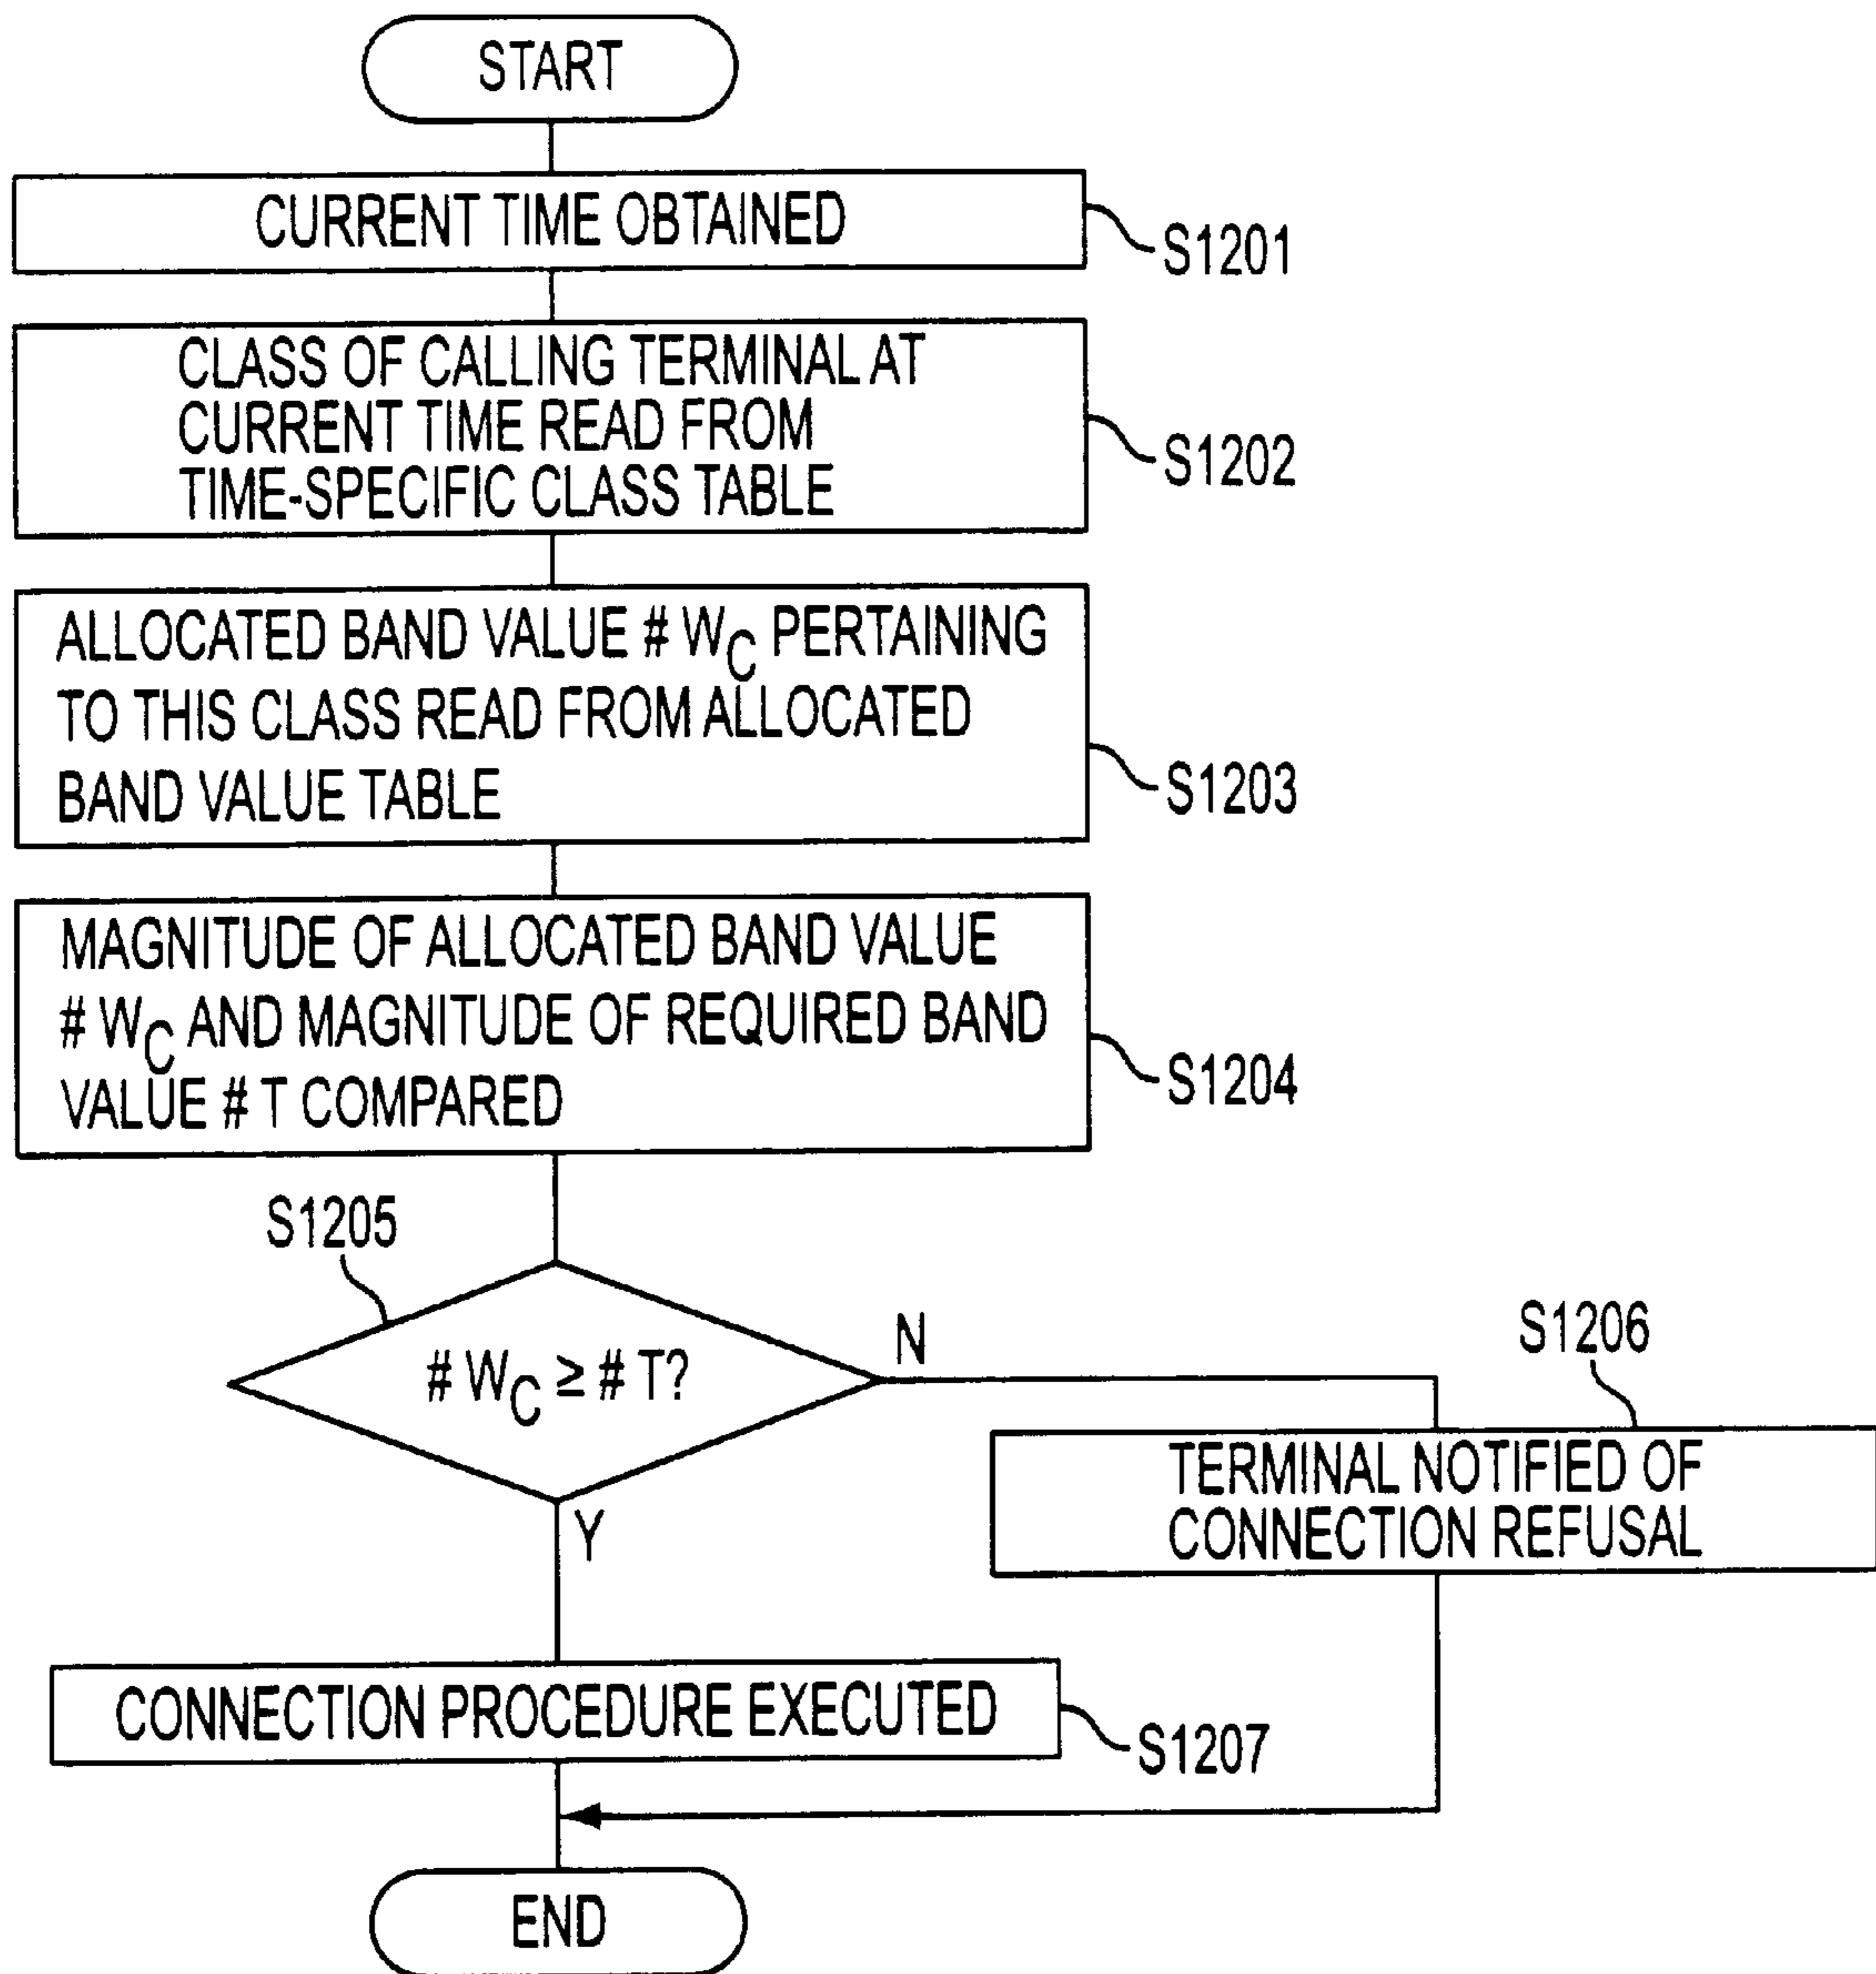 START
CURRENT TIME OBTAINED
S1201
CLASS OF CALLING TERMINAL AT
CURRENT TIME READ FROM
TIME-SPECIFIC CLASS TABLE
S1202
ALLOCATED BAND VALUE # WC PERTAINING
TO THIS CLASS READ FROM ALLOCATED
BAND VALUE TABLE
S1203
MAGNITUDE OF ALLOCATED BAND VALUE
# WC AND MAGNITUDE OF REQUIRED BAND
VALUE # T COMPARED
S1204
S1205
# WC ≥ # T?
N
Y
S1206
TERMINAL NOTIFIED OF
CONNECTION REFUSAL
CONNECTION PROCEDURE EXECUTED
S1207
END